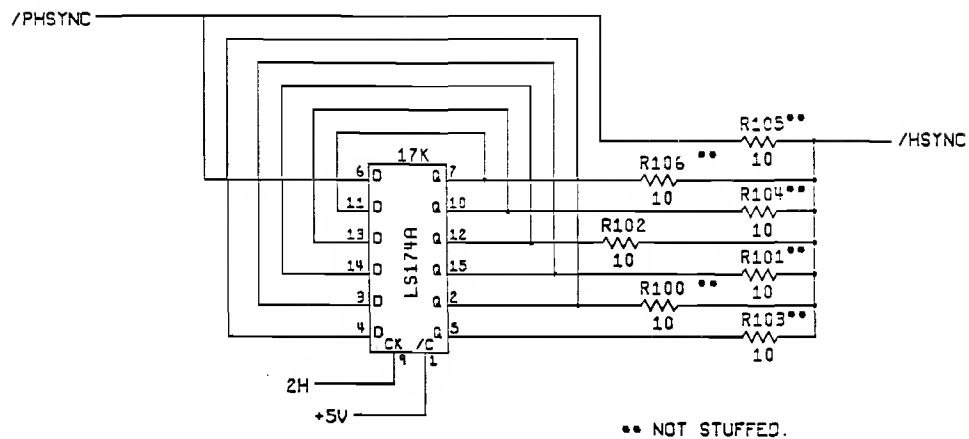 /PHSYNC
R105**
/HSYNC
10
17K
R106 **
6 D Q 7
10
R104**
11 D Q 10
10
R102
13 D Q 12
10
LS174A
R101**
14 D Q 15
10
R100 **
3 D Q 2
10
R103**
4 D Q 5
10
CK /C
9 1
2H
+5V
** NOT STUFFED.